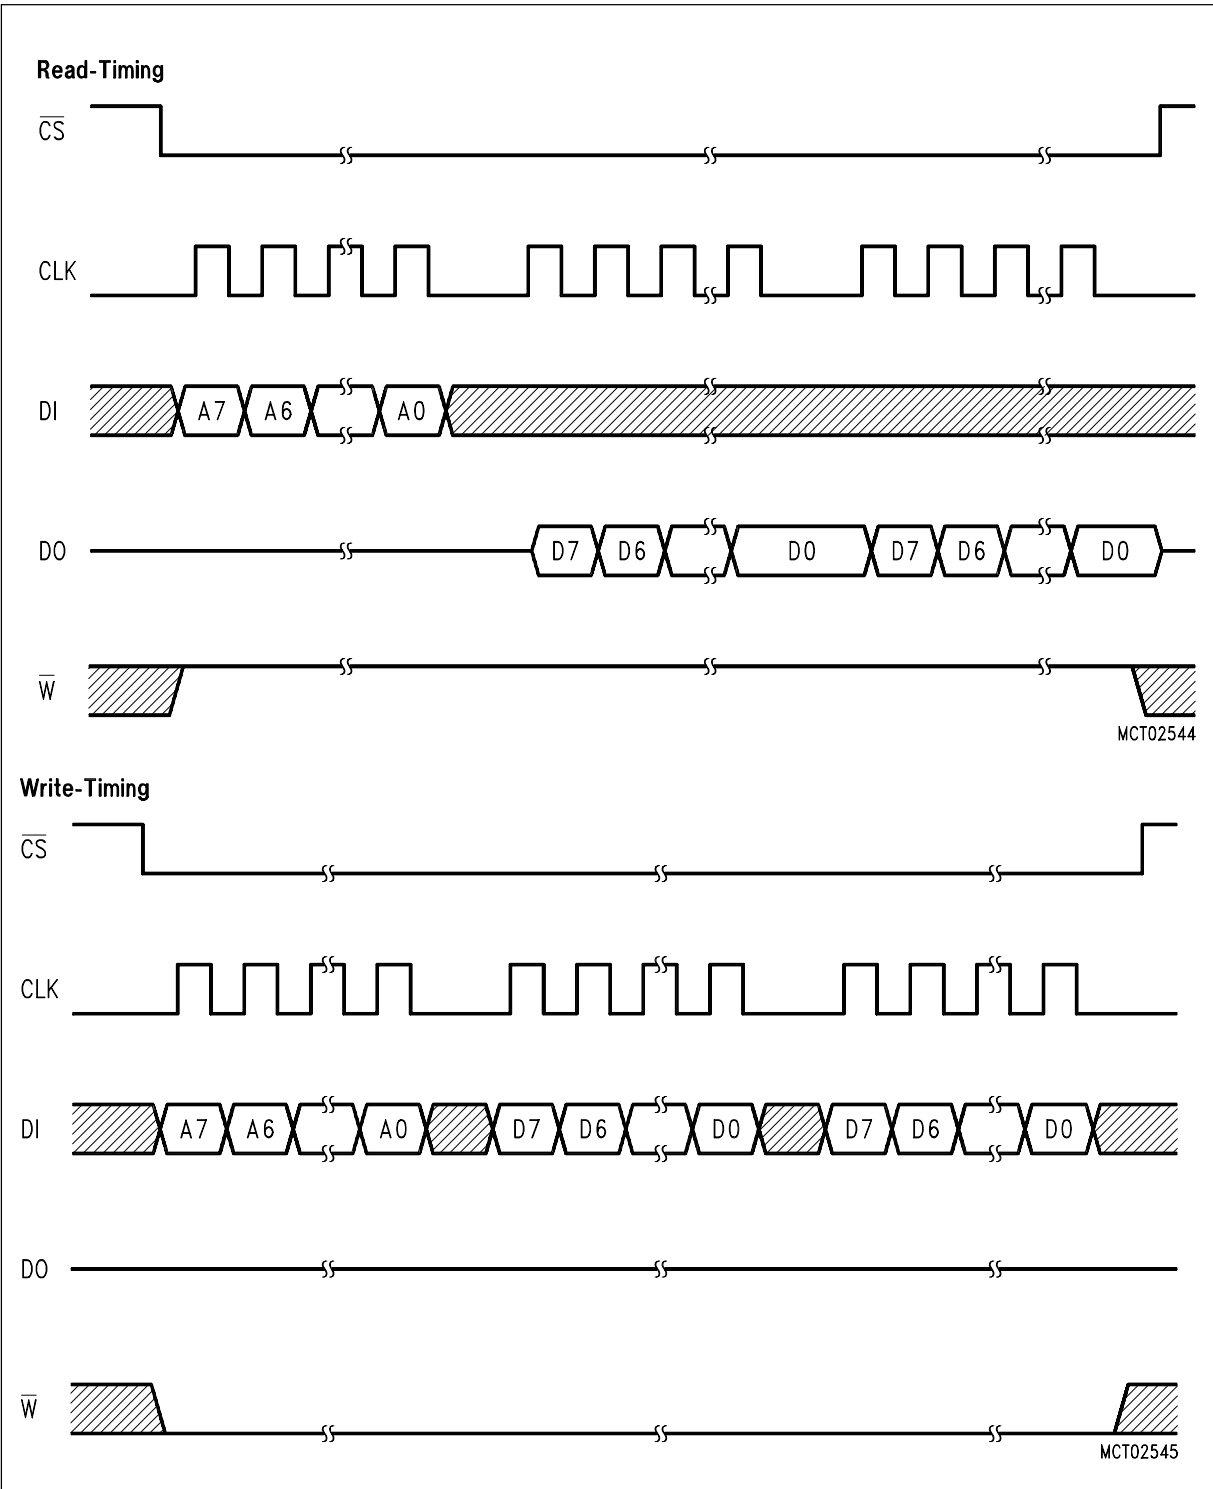 Read-Timing
CS
CLK
DI A7 A6 A0
DO D7 D6 D0 D7 D6 D0
W
MCT02544
Write-Timing
CS
CLK
DI A7 A6 A0 D7 D6 D0 D7 D6 D0
DO
W
MCT02545